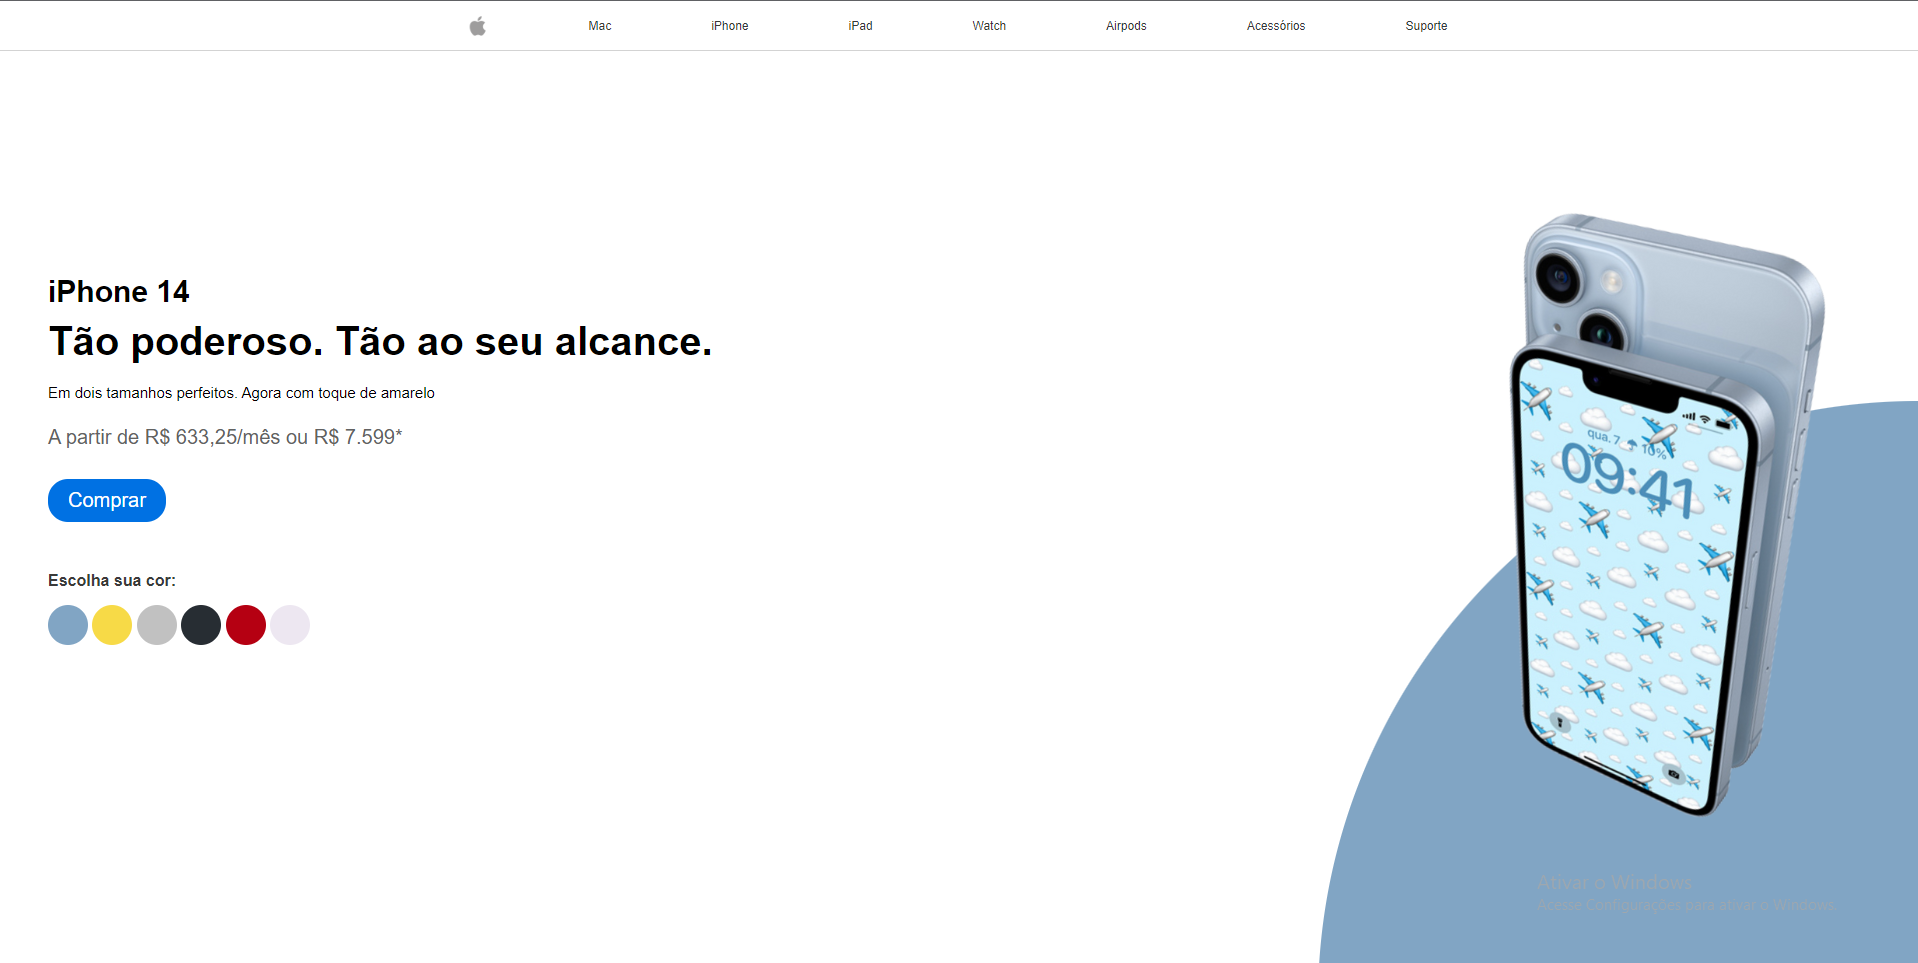 Mac iPhone iPad Watch Airpods Acessórios Suporte
iPhone 14
Tão poderoso. Tão ao seu alcance.
Em dois tamanhos perfeitos. Agora com toque de amarelo
A partir de R$ 633,25/mês ou R$ 7.599*
Comprar
Escolha sua cor:
qua. 7 10%
09:41
Ativar o Windows
Acesse Configurações para ativar o Windows.